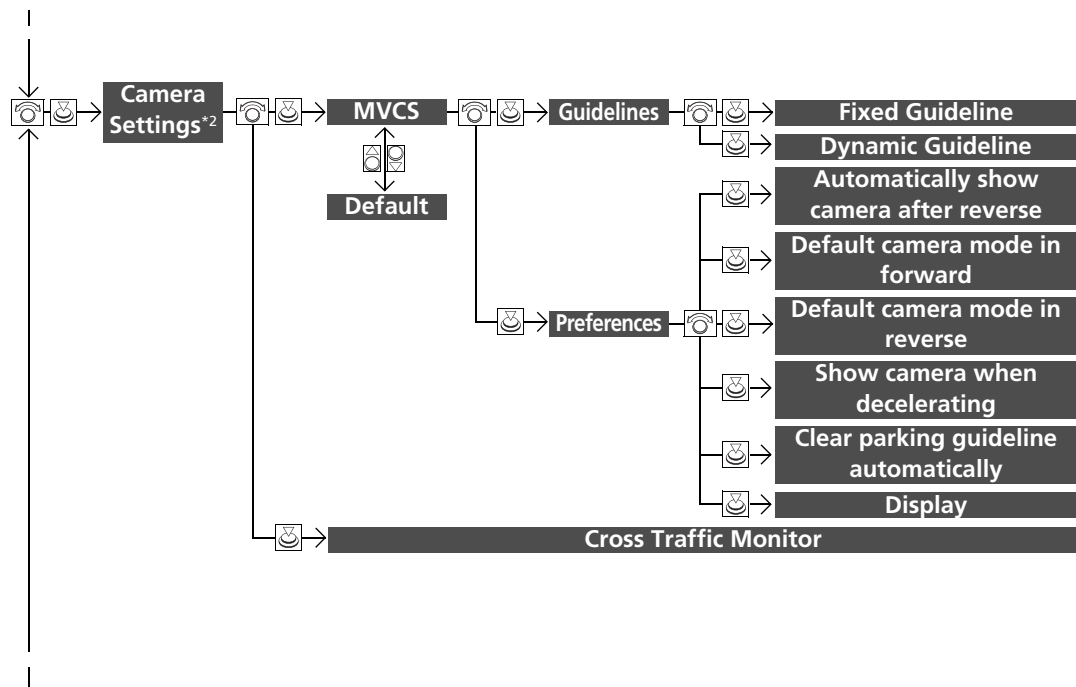 Camera
Settings*2
MVCS
Default
Guidelines
Fixed Guideline
Dynamic Guideline
Preferences
Automatically show
camera after reverse
Default camera mode in
forward
Default camera mode in
reverse
Show camera when
decelerating
Clear parking guideline
automatically
Display
Cross Traffic Monitor